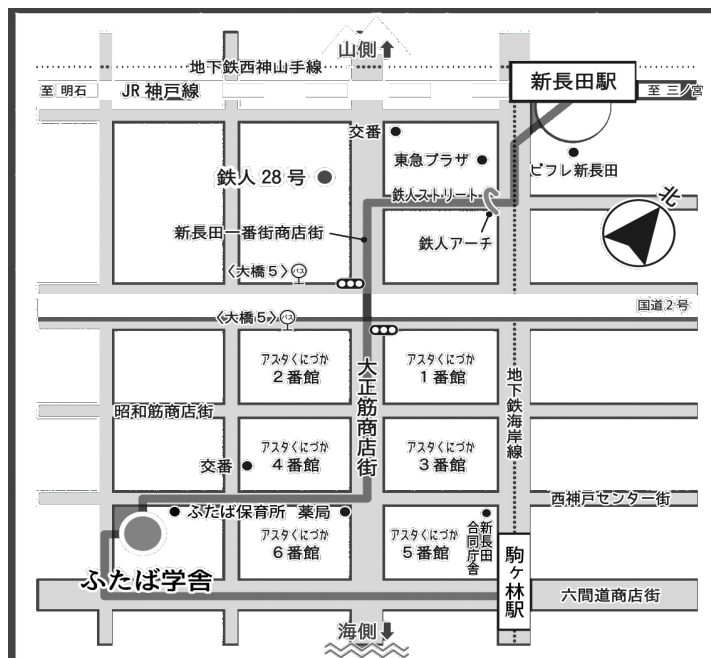 山側
地下鉄西神山手線
新長田駅
至 明石
JR 神戸線
至 三ノ宮
交番
東急プラザ
ピフレ新長田
鉄人 28 号
鉄人ストリート
北
新長田一番街商店街
鉄人アーチ
〈大橋5〉
バス
国道2号
〈大橋5〉
バス
アスタくにづか
2番館
大正筋商店街
アスタくにづか
1番館
地下鉄海岸線
昭和筋商店街
アスタくにづか
4番館
アスタくにづか
3番館
交番
西神戸センター街
ふたば保育所
薬局
アスタくにづか
6番館
アスタくにづか
5番館
新長田
合同庁舎
駒ヶ林駅
ふたば学舎
六間道商店街
海側